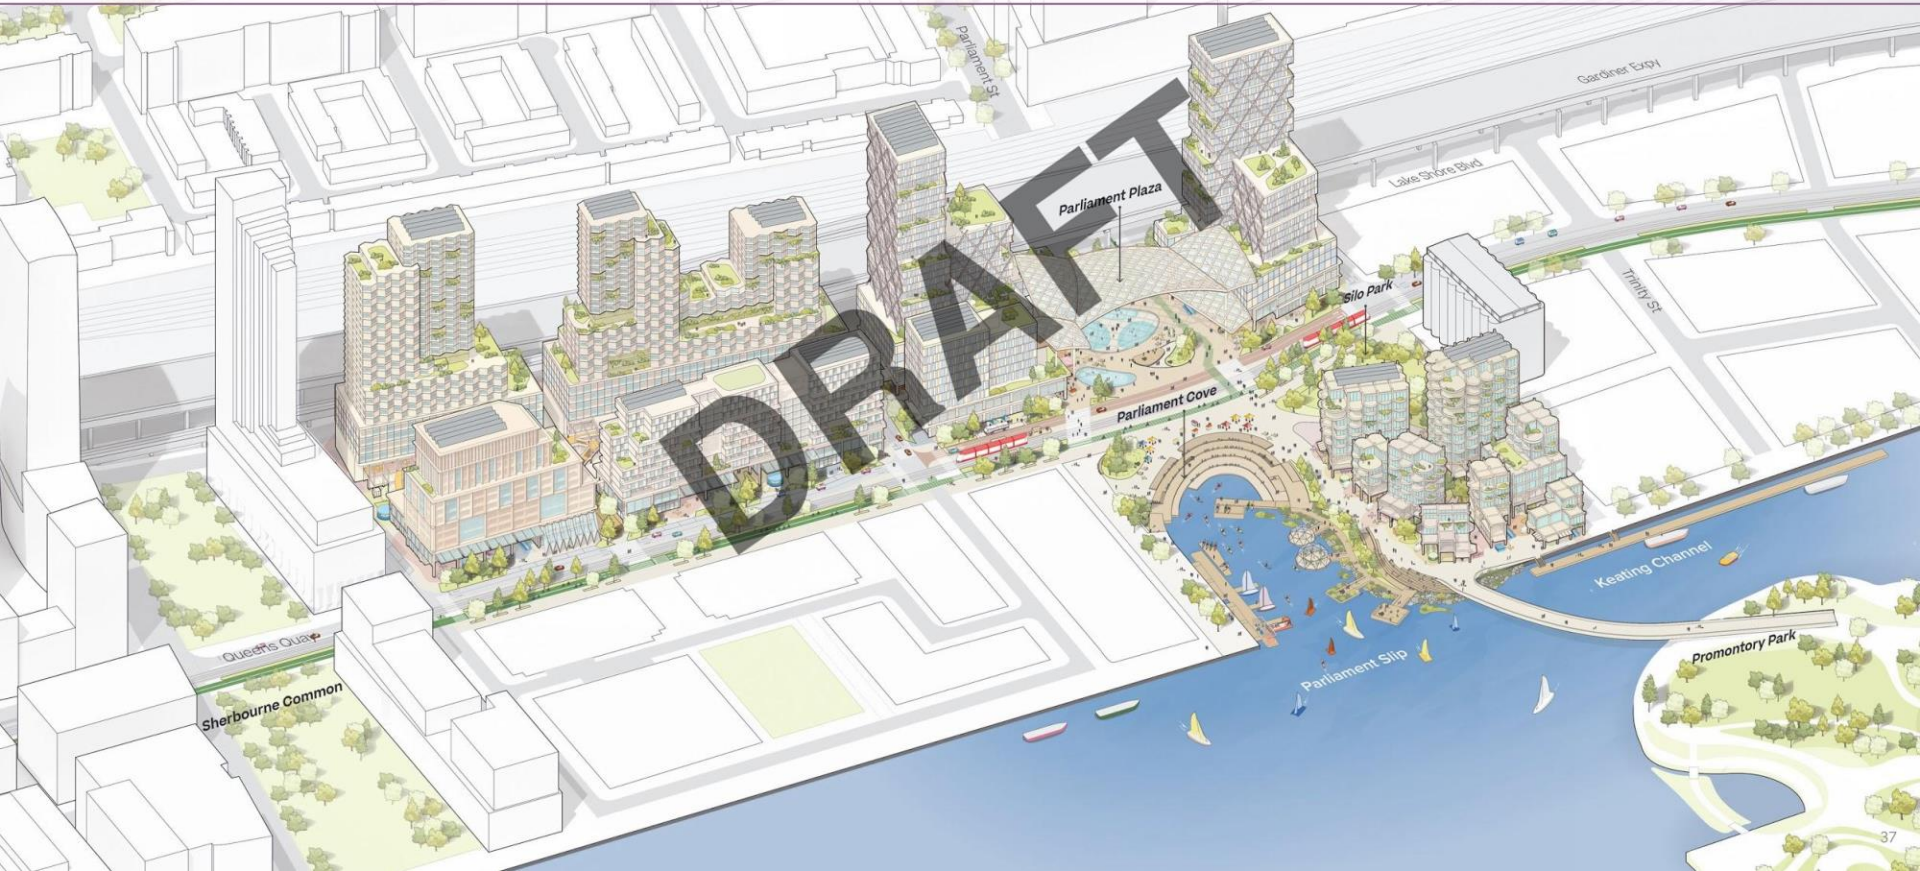 Parliament St
Gardiner Expy
Lake Shore Blvd
Parliament Plaza
DRAFT
Silo Park
Trinity St
Parliament Cove
Keating Channel
Queens Quay
Parliament Slip
Promontory Park
Sherbourne Common
37